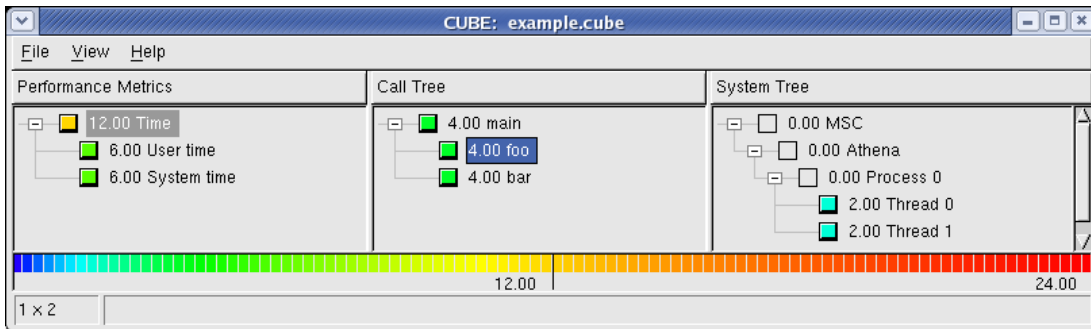 CUBE: example.cube
File View Help
Performance Metrics
Call Tree
System Tree
12.00 Time
6.00 User time
6.00 System time
4.00 main
4.00 foo
4.00 bar
0.00 MSC
0.00 Athena
0.00 Process 0
2.00 Thread 0
2.00 Thread 1
12.00
24.00
1 x 2